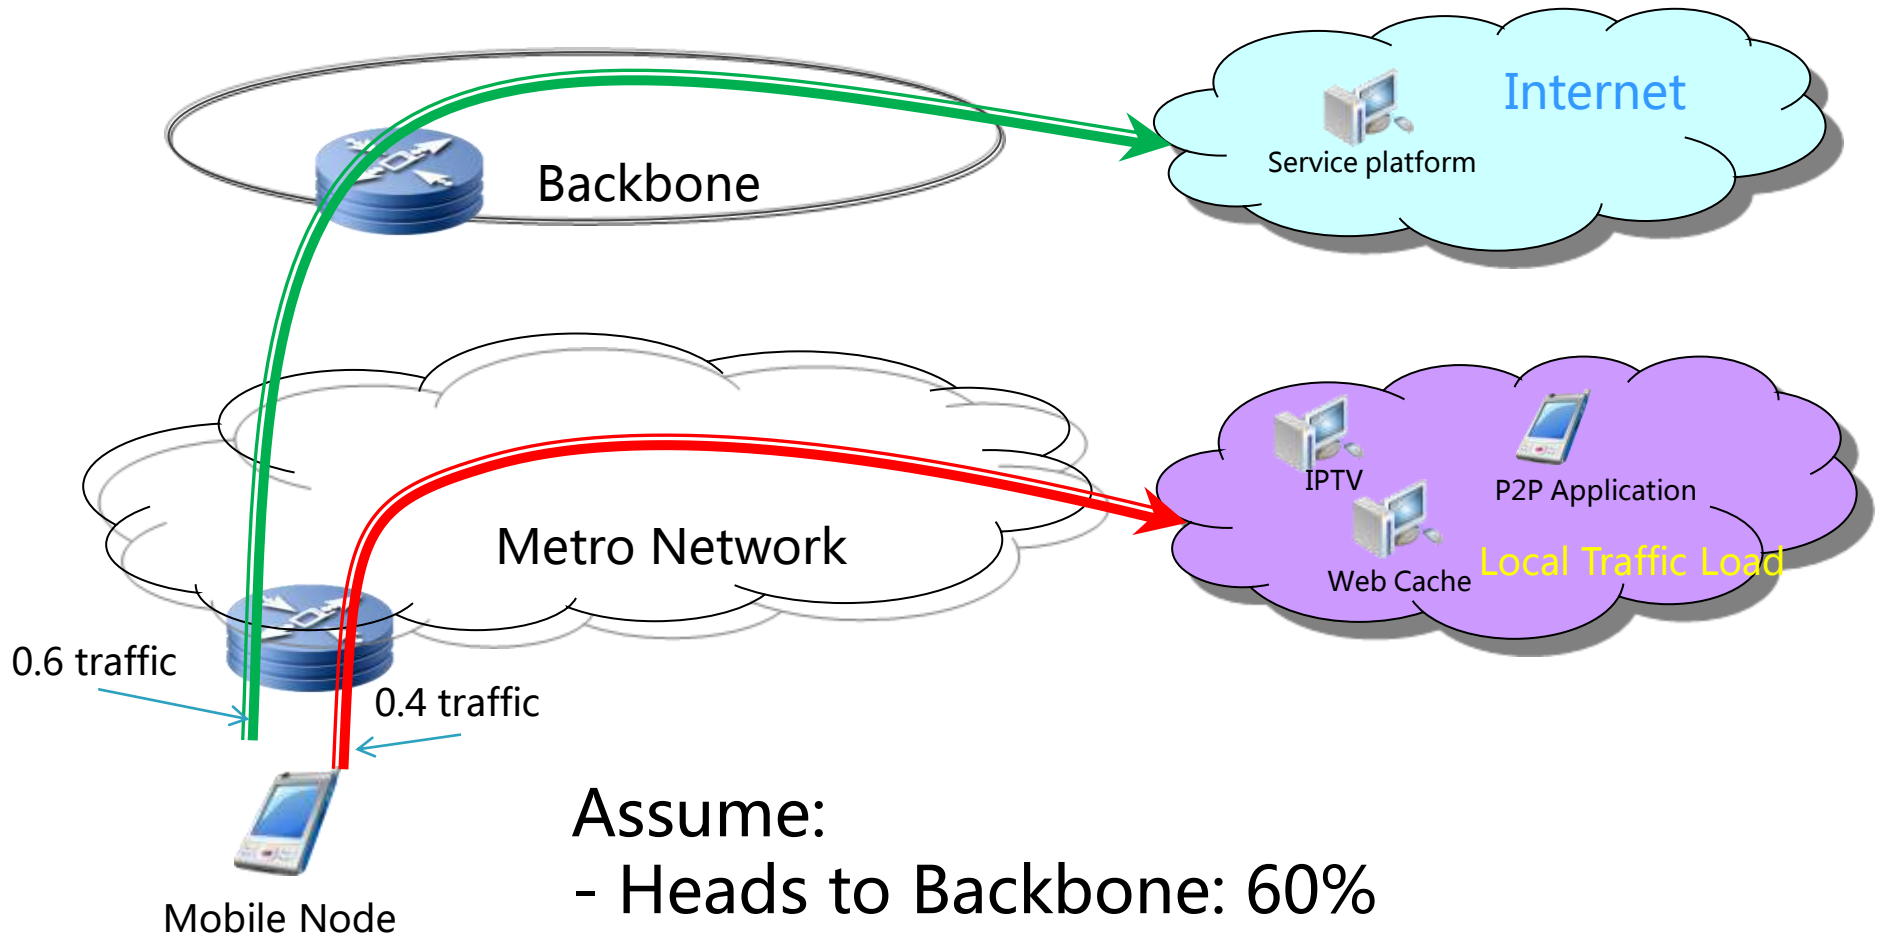 Internet
Service platform
Backbone
IPTV
P2P Application
Metro Network
Local Traffic Load
Web Cache
0.6 traffic
0.4 traffic
Assume:
- Heads to Backbone: 60%
Mobile Node